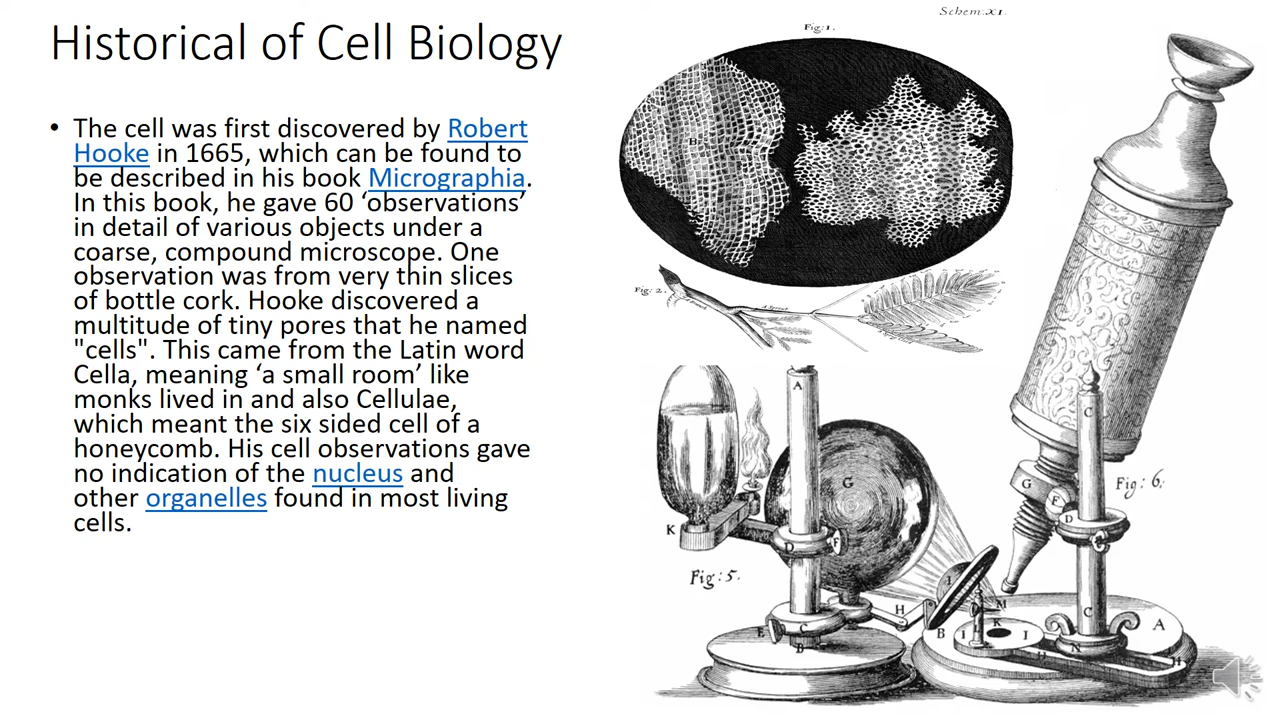 Historical of Cell Biology
• The cell was first discovered by Robert
Hooke in 1665, which can be found to
be described in his book Micrographia.
In this book, he gave 60 ‘observations’
in detail of various objects under a
coarse, compound microscope. One
observation was from very thin slices
of bottle cork. Hooke discovered a
multitude of tiny pores that he named
"cells". This came from the Latin word
Cella, meaning ‘a small room’ like
monks lived in and also Cellulae,
which meant the six sided cell of a
honeycomb. His cell observations gave
no indication of the nucleus and
other organelles found in most living
cells.
Schem: XI.
Fig: 1.
B
Fig: 2.
A
G
K
D F
Fig: 5.
H
E C
B
C
G F
D
Fig: 6.
I
M
K
B I I
C
A
N
H H